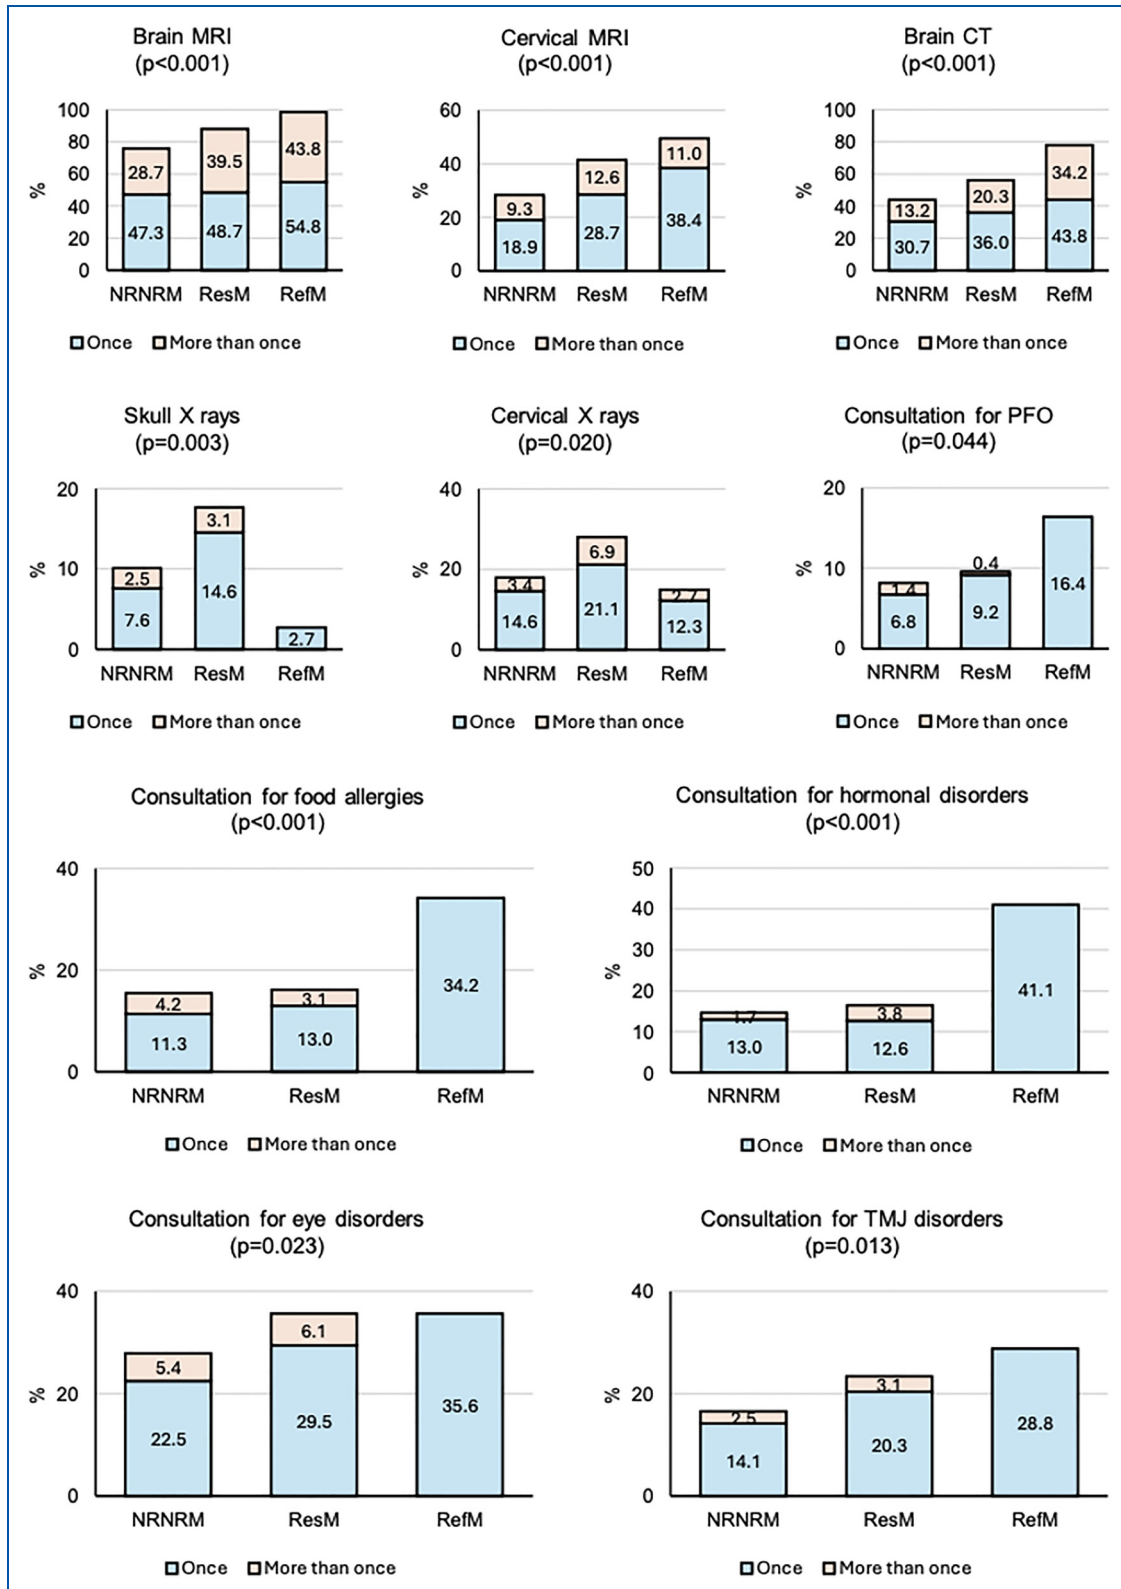 Brain MRI
(p<0.001)
%
100
80
60
40
20
0
28.7
39.5
43.8
47.3
48.7
54.8
NRNRM ResM RefM
Once More than once
Cervical MRI
(p<0.001)
%
60
40
20
0
9.3
12.6
11.0
18.9
28.7
38.4
NRNRM ResM RefM
Once More than once
Brain CT
(p<0.001)
%
100
80
60
40
20
0
13.2
20.3
34.2
30.7
36.0
43.8
NRNRM ResM RefM
Once More than once
Skull X rays
(p=0.003)
%
20
10
0
2.5
3.1
7.6
14.6
2.7
NRNRM ResM RefM
Once More than once
Cervical X rays
(p=0.020)
%
40
20
0
3.4
6.9
2.7
14.6
21.1
12.3
NRNRM ResM RefM
Once More than once
Consultation for PFO
(p=0.044)
%
20
10
0
1.4
0.4
6.8
9.2
16.4
NRNRM ResM RefM
Once More than once
Consultation for food allergies
(p<0.001)
%
40
20
0
4.2
3.1
11.3
13.0
34.2
NRNRM ResM RefM
Once More than once
Consultation for hormonal disorders
(p<0.001)
%
50
40
30
20
10
0
1.7
3.8
13.0
12.6
41.1
NRNRM ResM RefM
Once More than once
Consultation for eye disorders
(p=0.023)
%
40
20
0
5.4
6.1
22.5
29.5
35.6
NRNRM ResM RefM
Once More than once
Consultation for TMJ disorders
(p=0.013)
%
40
20
0
2.5
3.1
14.1
20.3
28.8
NRNRM ResM RefM
Once More than once